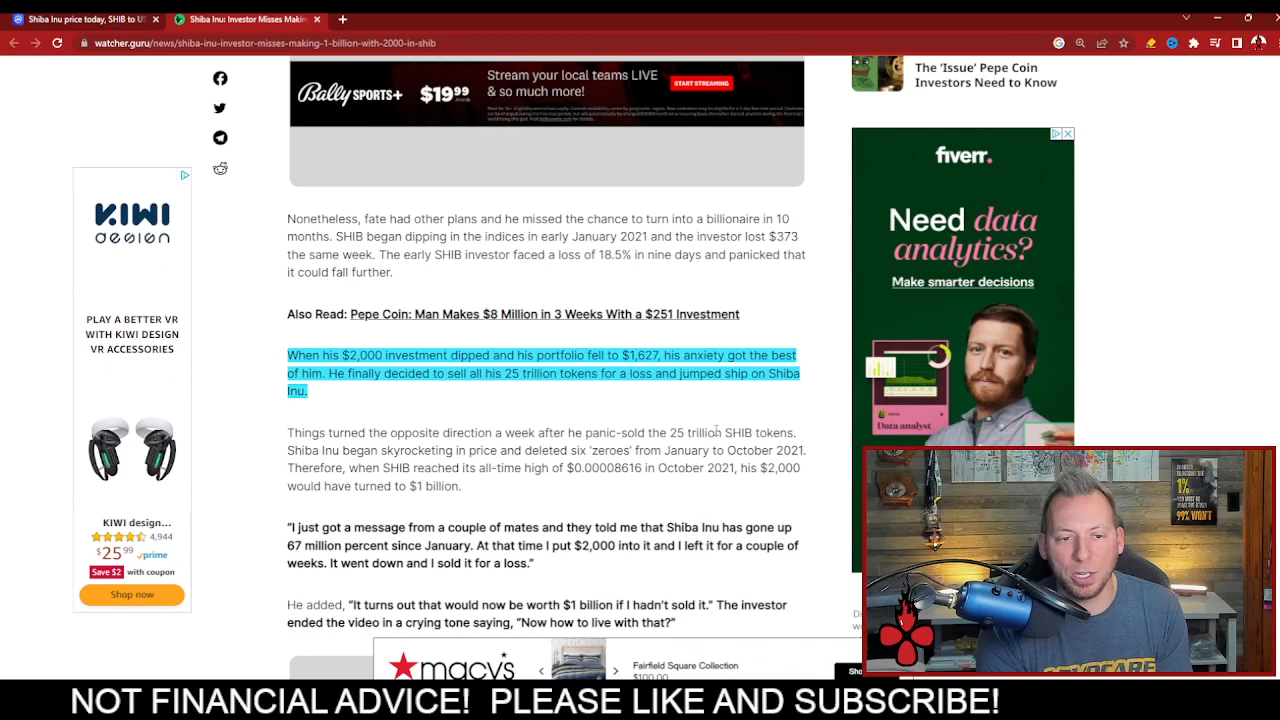 Shiba Inu price today, SHIB to US
Shiba Inu: Investor Misses Makin
watcher.guru/news/shiba-inu-investor-misses-making-1-billion-with-2000-in-shib
Bally SPORTS+ $19.99
Stream your local teams LIVE
& so much more!
START STREAMING
The ‘Issue’ Pepe Coin
Investors Need to Know
Nonetheless, fate had other plans and he missed the chance to turn into a billionaire in 10
months. SHIB began dipping in the indices in early January 2021 and the investor lost $373
the same week. The early SHIB investor faced a loss of 18.5% in nine days and panicked that
it could fall further.
Also Read: Pepe Coin: Man Makes $8 Million in 3 Weeks With a $251 Investment
When his $2,000 investment dipped and his portfolio fell to $1,627, his anxiety got the best
of him. He finally decided to sell all his 25 trillion tokens for a loss and jumped ship on Shiba
Inu.
Things turned the opposite direction a week after he panic-sold the 25 trillion SHIB tokens.
Shiba Inu began skyrocketing in price and deleted six ‘zeroes’ from January to October 2021.
Therefore, when SHIB reached its all-time high of $0.00008616 in October 2021, his $2,000
would have turned to $1 billion.
“I just got a message from a couple of mates and they told me that Shiba Inu has gone up
67 million percent since January. At that time I put $2,000 into it and I left it for a couple of
weeks. It went down and I sold it for a loss.”
He added, “It turns out that would now be worth $1 billion if I hadn’t sold it.” The investor
ended the video in a crying tone saying, “Now how to live with that?”
KIWI
design
PLAY A BETTER VR
WITH KIWI DESIGN
VR ACCESSORIES
KIWI design...
4,944
$25.99 prime
Save $2 with coupon
Shop now
fiverr.
Need data
analytics?
Make smarter decisions
Data analyst
macys
Fairfield Square Collection
$100.00
Sho
1%
99% WON'T
ADVOCARE
NOT FINANCIAL ADVICE! PLEASE LIKE AND SUBSCRIBE!